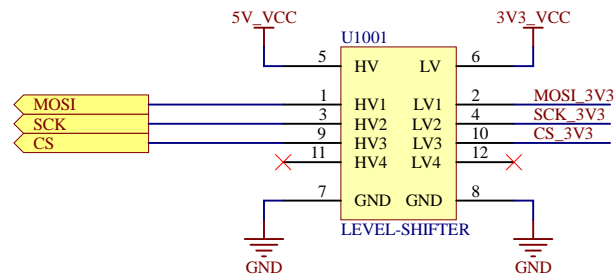 5V_VCC 3V3_VCC
U1001
5 HV LV 6
MOSI 1 HV1 LV1 2 MOSI_3V3
SCK 3 HV2 LV2 4 SCK_3V3
CS 9 HV3 LV3 10 CS_3V3
11 HV4 LV4 12
7 GND GND 8
LEVEL-SHIFTER
GND GND